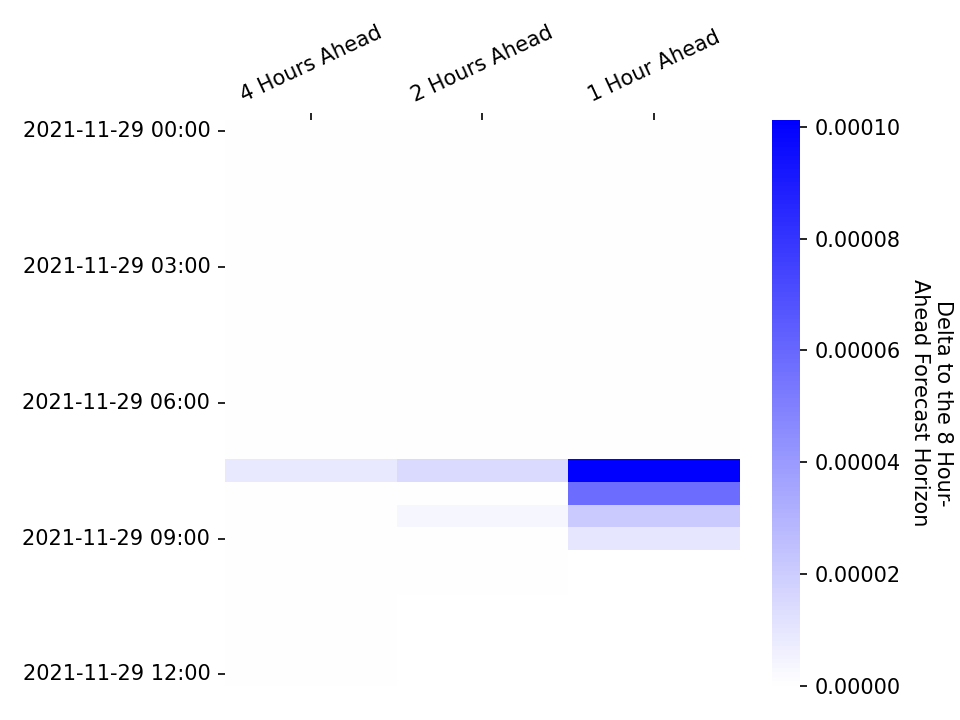 4 Hours Ahead
2 Hours Ahead
1 Hour Ahead
2021-11-29 00:00
2021-11-29 03:00
2021-11-29 06:00
2021-11-29 09:00
2021-11-29 12:00
0.00010
0.00008
0.00006
0.00004
0.00002
0.00000
Delta to the 8 Hour-
Ahead Forecast Horizon